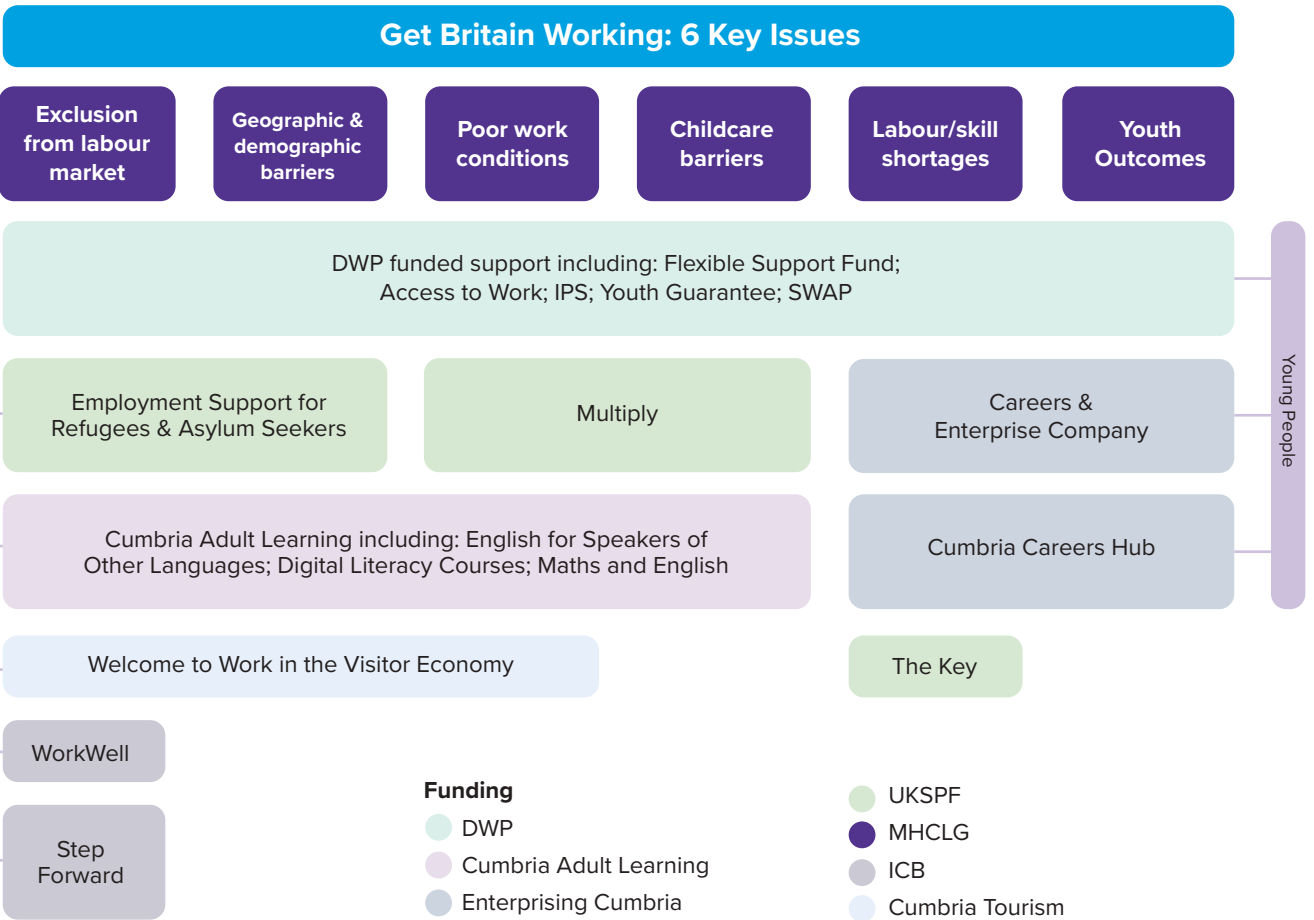 Get Britain Working: 6 Key Issues
Exclusion
from labour
market
Geographic &
demographic
barriers
Poor work
conditions
Childcare
barriers
Labour/skill
shortages
Youth
Outcomes
DWP funded support including: Flexible Support Fund;
Access to Work; IPS; Youth Guarantee; SWAP
Young People
Employment Support for
Refugees & Asylum Seekers
Multiply
Careers &
Enterprise Company
Cumbria Adult Learning including: English for Speakers of
Other Languages; Digital Literacy Courses; Maths and English
Cumbria Careers Hub
Welcome to Work in the Visitor Economy
The Key
WorkWell
Step
Forward
Funding
DWP
Cumbria Adult Learning
Enterprising Cumbria
UKSPF
MHCLG
ICB
Cumbria Tourism